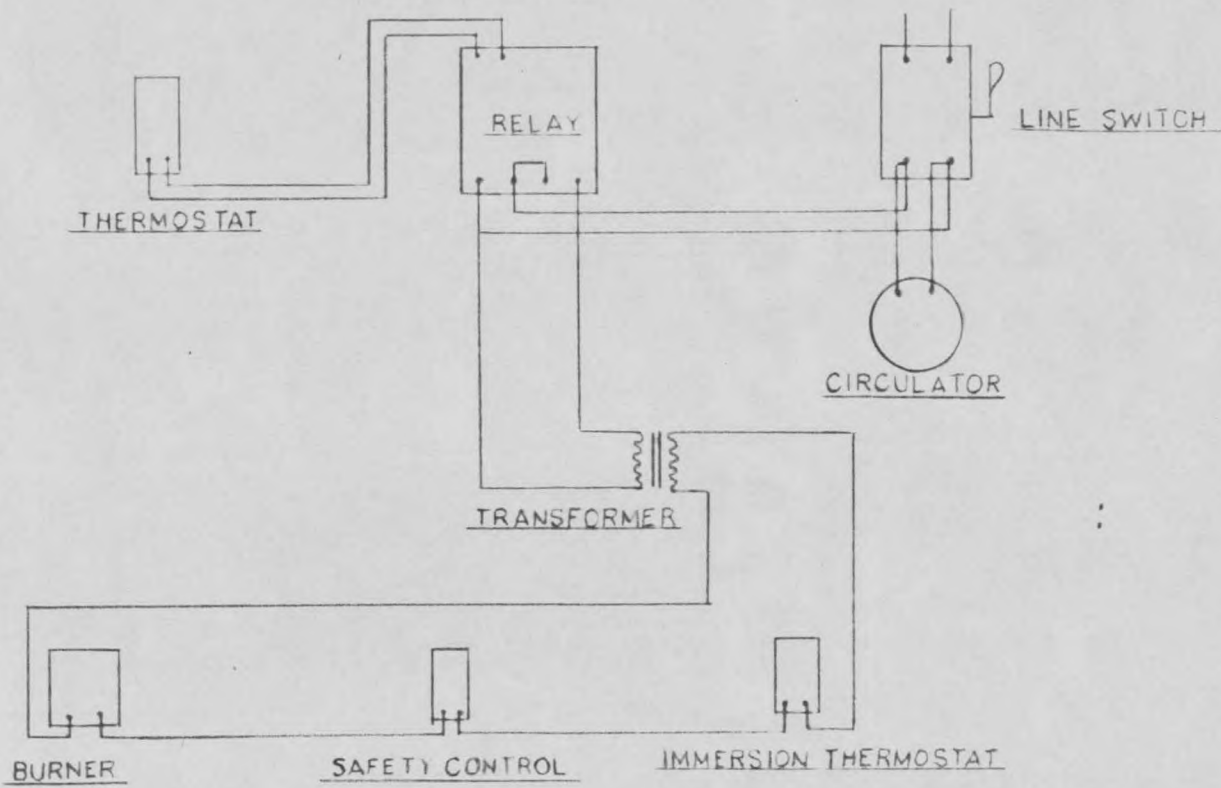 RELAY
LINE SWITCH
THERMOSTAT
CIRCULATOR
TRANSFORMER
BURNER
SAFETY CONTROL
IMMERSION THERMOSTAT